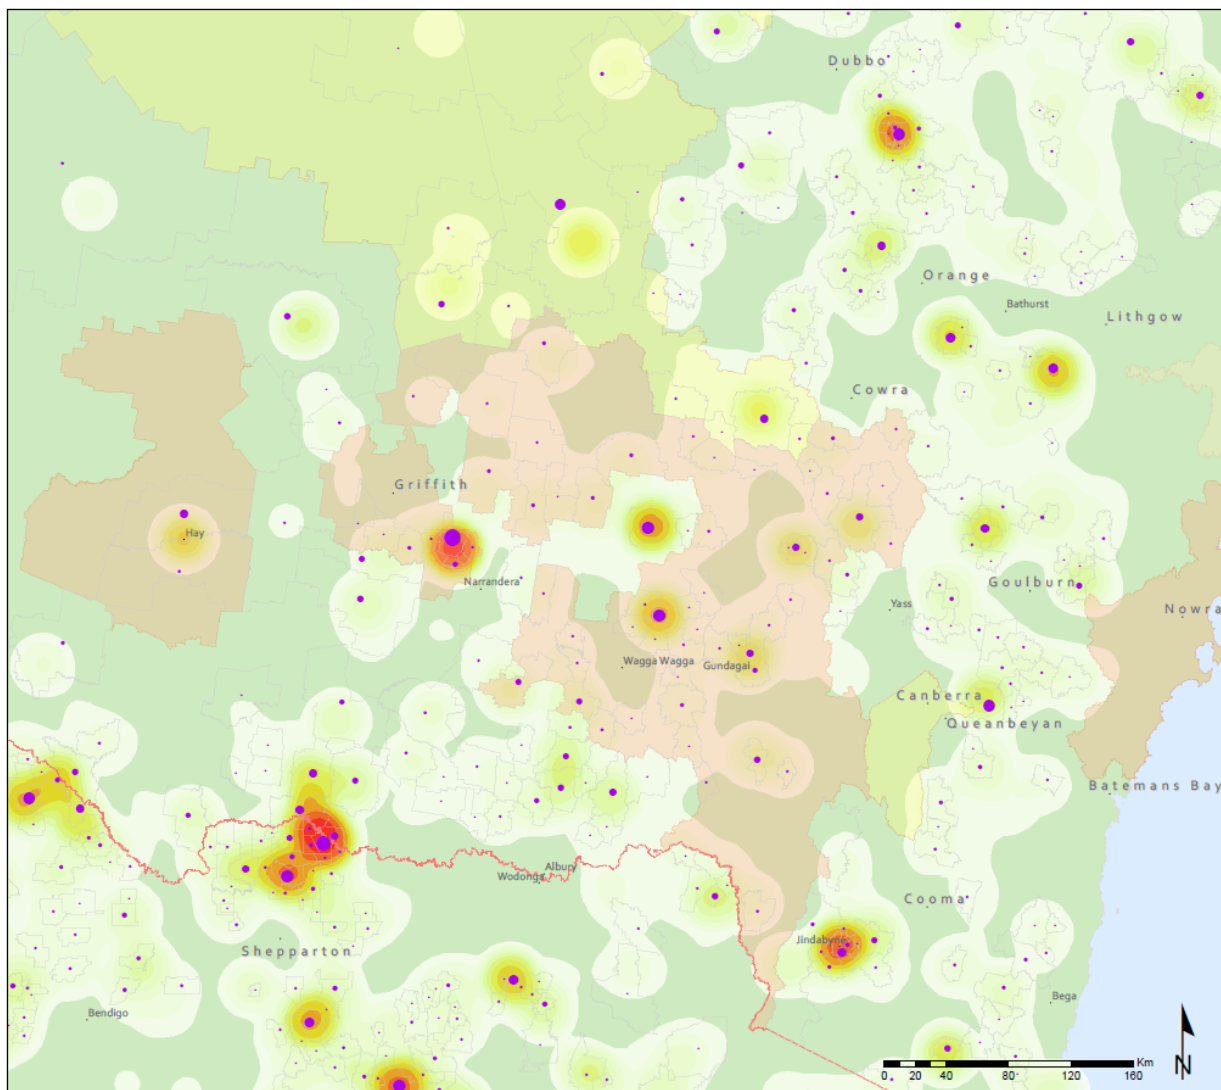 Dubbo
Orange
Bathurst
Lithgow
Cowra
Griffith
Hay
Narrandera
Goulburn
Yass
Nowra
Wagga Wagga
Gundagai
Canberra
Queanbeyan
Batemans Bay
Albury
Wodonga
Cooma
Shepparton
Jindabyne
Bega
Bendigo
Km
0 20 40 80 120 160
N